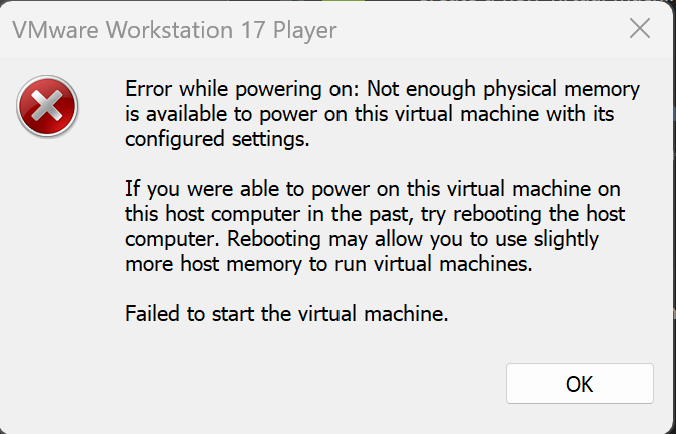 VMware Workstation 17 Player
Error while powering on: Not enough physical memory
is available to power on this virtual machine with its
configured settings.
If you were able to power on this virtual machine on
this host computer in the past, try rebooting the host
computer. Rebooting may allow you to use slightly
more host memory to run virtual machines.
Failed to start the virtual machine.
OK